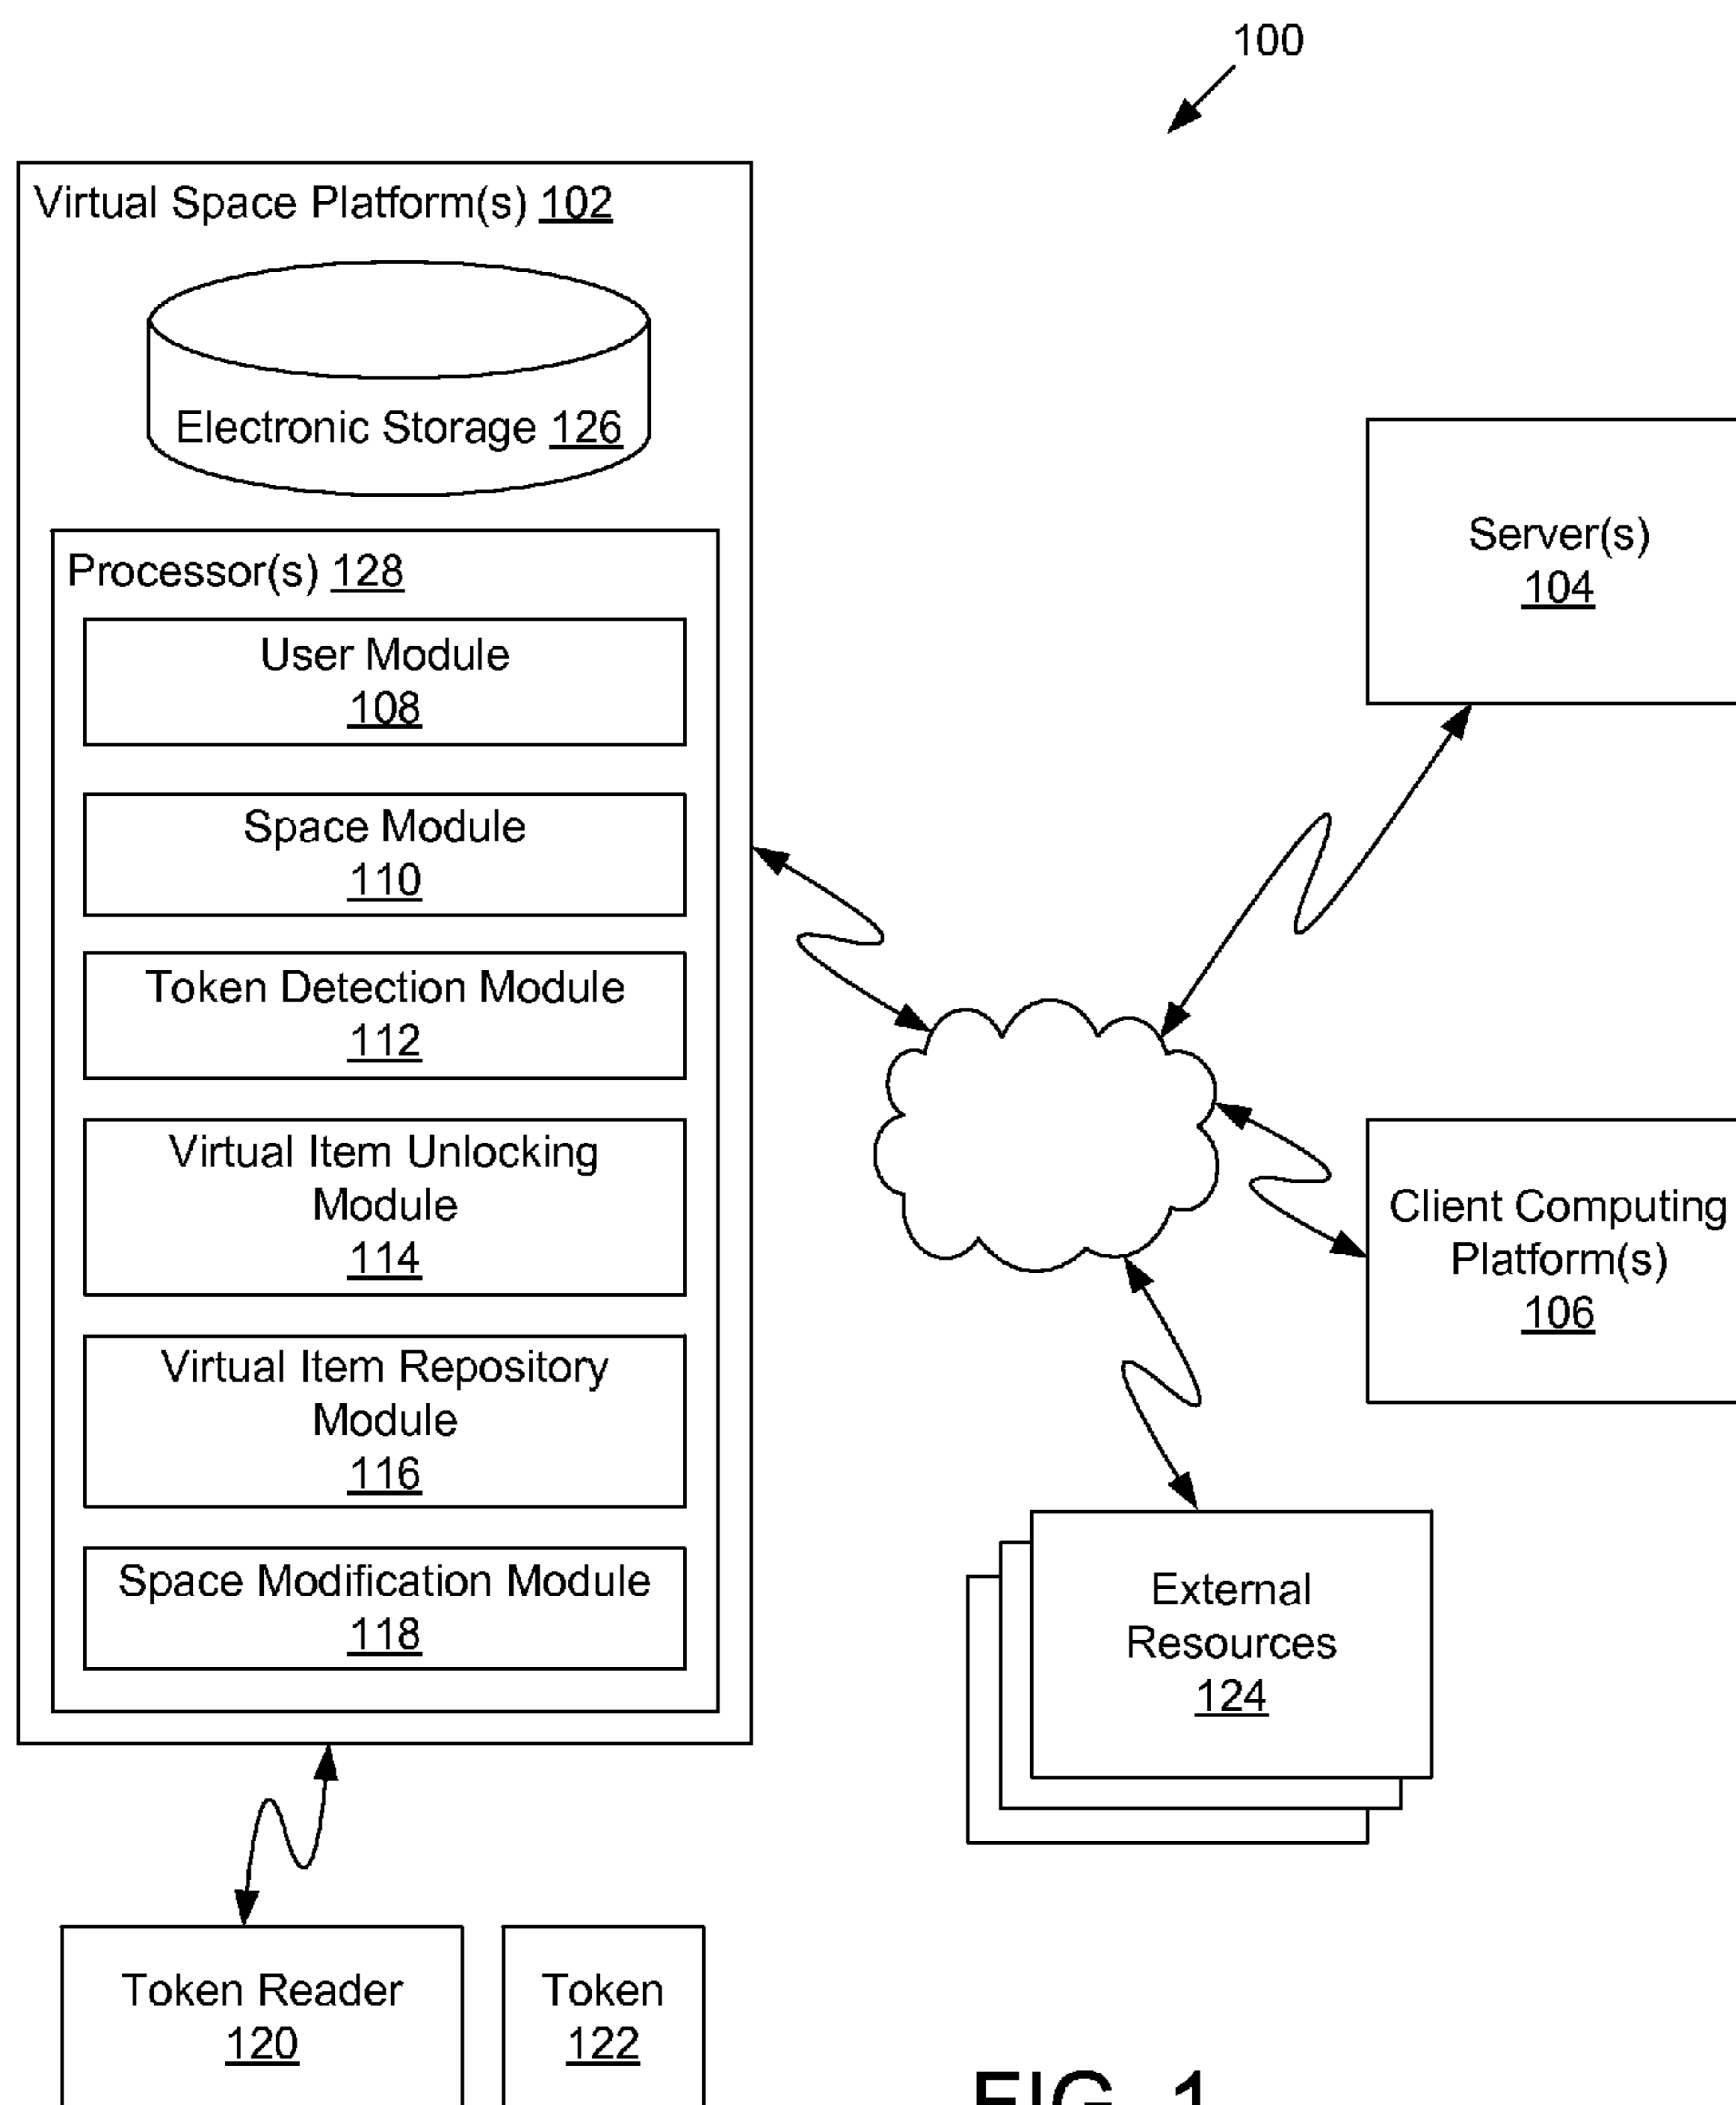 100
Virtual Space Platform(s) 102
Electronic Storage 126
Processor(s) 128
User Module
108
Space Module
110
Token Detection Module
112
Virtual Item Unlocking
Module
114
Virtual Item Repository
Module
116
Space Modification Module
118
Server(s)
104
Client Computing
Platform(s)
106
External
Resources
124
Token Reader
120
Token
122
FIG. 1